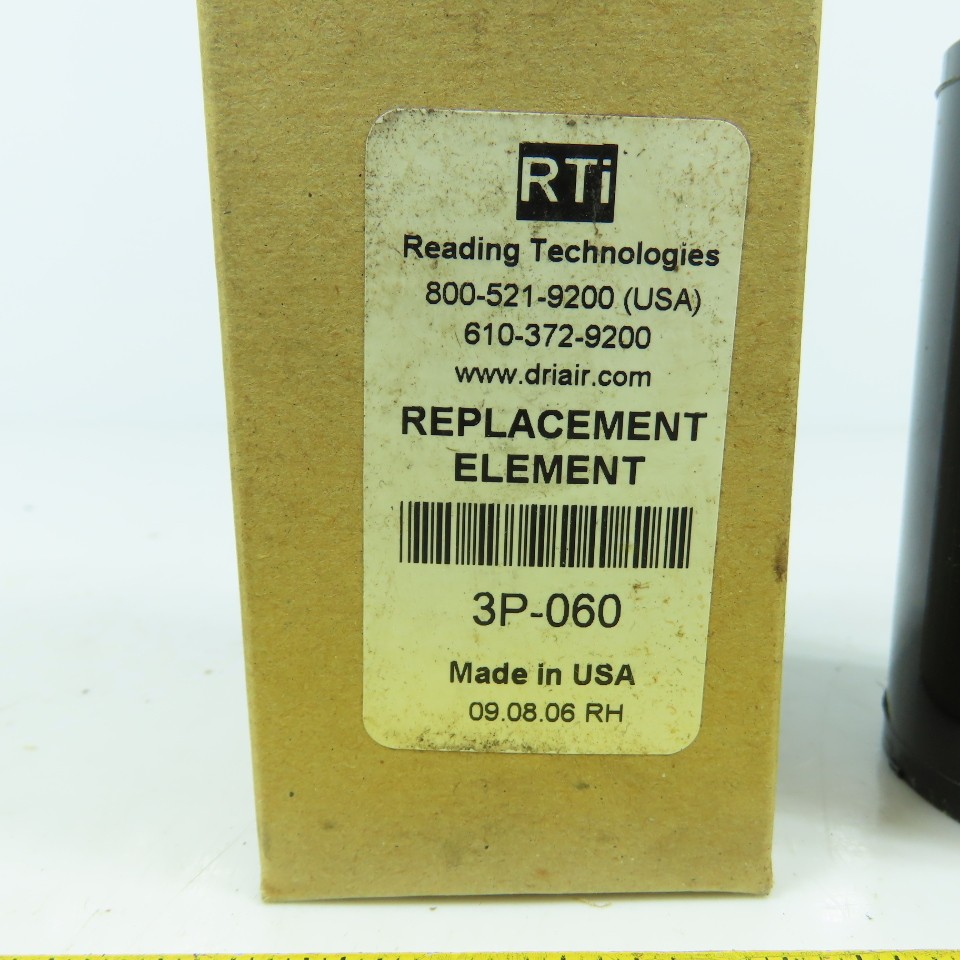 RTi
Reading Technologies
800-521-9200 (USA)
610-372-9200
www.driair.com
REPLACEMENT
ELEMENT
3P-060
Made in USA
09.08.06 RH